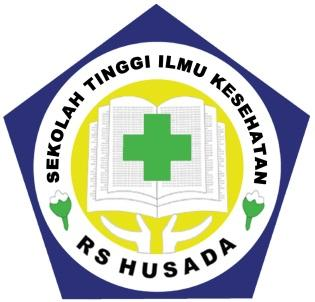 SEKOLAH TINGGI ILMU KESEHATAN
RS HUSADA